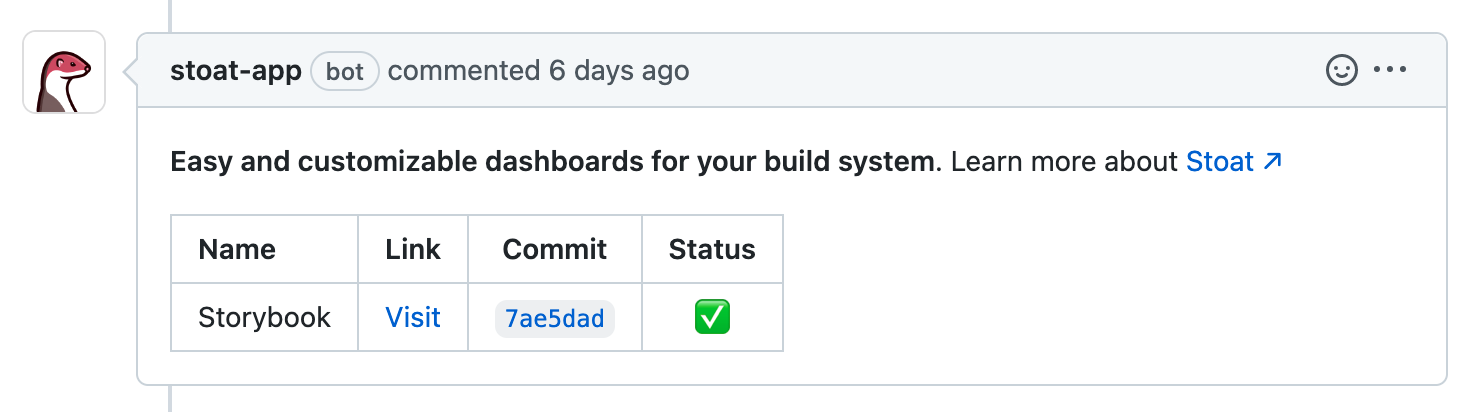 stoat-app bot commented 6 days ago
Easy and customizable dashboards for your build system. Learn more about Stoat ↗
Name Link Commit Status
Storybook Visit 7ae5dad ✅